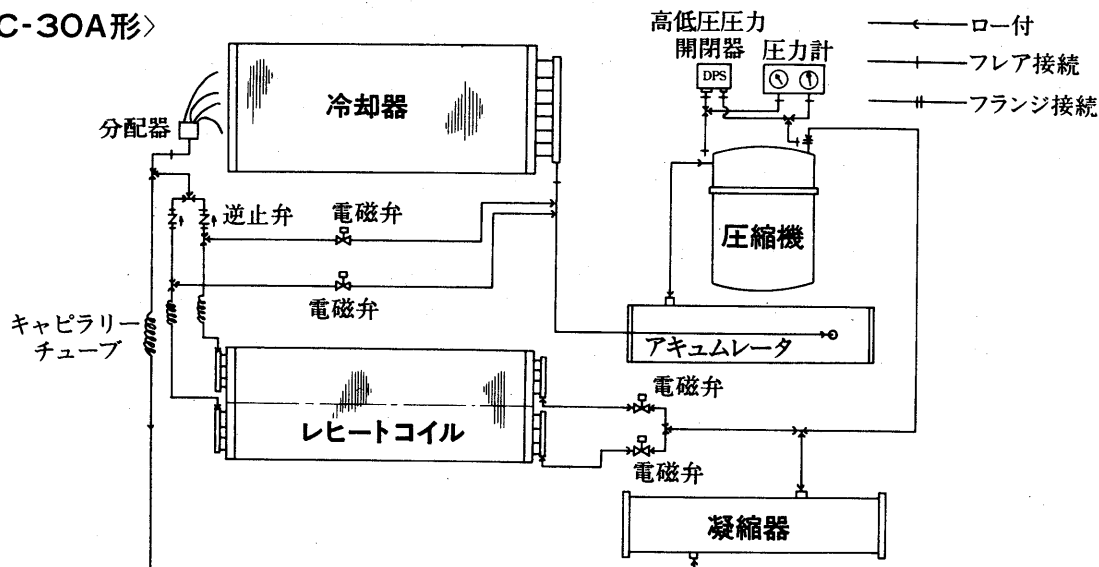 C-30A形〉
高低圧圧力
開閉器
圧力計
DPS
ロー付
フレア接続
フランジ接続
冷却器
分配器
逆止弁
電磁弁
圧縮機
電磁弁
キャピラリー
チューブ
アキュムレータ
電磁弁
レヒートコイル
電磁弁
凝縮器